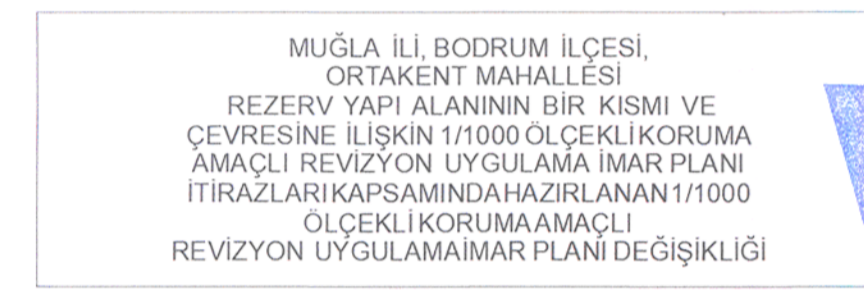 MUĞLA İLİ, BODRUM İLÇESİ,
ORTAKENT MAHALLESİ
REZERV YAPI ALANININ BİR KISMI VE
ÇEVRESİNE İLİŞKİN 1/1000 ÖLÇEKLİ KORUMA
AMAÇLI REVİZYON UYGULAMA İMAR PLANI
İTİRAZLARI KAPSAMINDA HAZIRLANAN 1/1000
ÖLÇEKLİ KORUMA AMAÇLI
REVİZYON UYGULAMA İMAR PLANI DEĞİŞİKLİĞİ